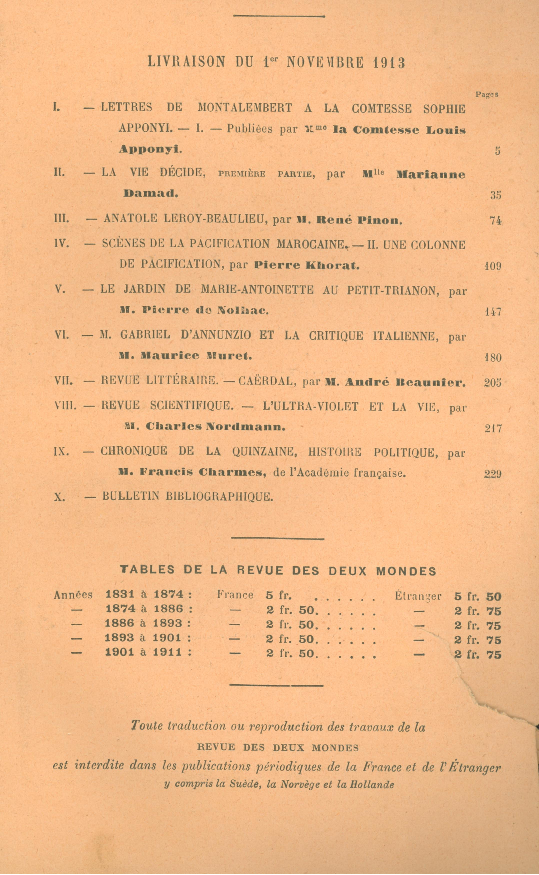 LIVRAISON DU 1er NOVEMBRE 1913
Pages
I. — LETTRES DE MONTALEMBERT A LA COMTESSE SOPHIE
APPONYI. — I. — Publiées par Mme la Comtesse Louis
Apponyi. 5
II. — LA VIE DÉCIDE, PREMIÈRE PARTIE, par Mlle Marianne
Damad. 35
III. — ANATOLE LEROY-BEAULIEU, par M. René Pinon. 74
IV. — SCÈNES DE LA PACIFICATION MAROCAINE, — II. UNE COLONNE
DE PACIFICATION, par Pierre Khorat. 109
V. — LE JARDIN DE MARIE-ANTOINETTE AU PETIT-TRIANON, par
M. Pierre de Nolhac. 147
VI. — M. GABRIEL D'ANNUNZIO ET LA CRITIQUE ITALIENNE, par
M. Maurice Muret. 180
VII. — REVUE LITTÉRAIRE. — CAËRDAL, par M. André Beaunier. 205
VIII. — REVUE SCIENTIFIQUE. — L'ULTRA-VIOLET ET LA VIE, par
M. Charles Nordmann. 217
IX. — CHRONIQUE DE LA QUINZAINE, HISTOIRE POLITIQUE, par
M. Francis Charmes, de l'Académie française. 229
X. — BULLETIN BIBLIOGRAPHIQUE.
TABLES DE LA REVUE DES DEUX MONDES
Années 1831 à 1874 : France 5 fr. . . . . . . Étranger 5 fr. 50
— 1874 à 1886 : — 2 fr. 50. . . . . . — 2 fr. 75
— 1886 à 1893 : — 2 fr. 50. . . . . . — 2 fr. 75
— 1893 à 1901 : — 2 fr. 50. . . . . . — 2 fr. 75
— 1901 à 1911 : — 2 fr. 50. . . . . . — 2 fr. 75
Toute traduction ou reproduction des travaux de la
REVUE DES DEUX MONDES
est interdite dans les publications périodiques de la France et de l'Étranger
y compris la Suède, la Norvège et la Hollande